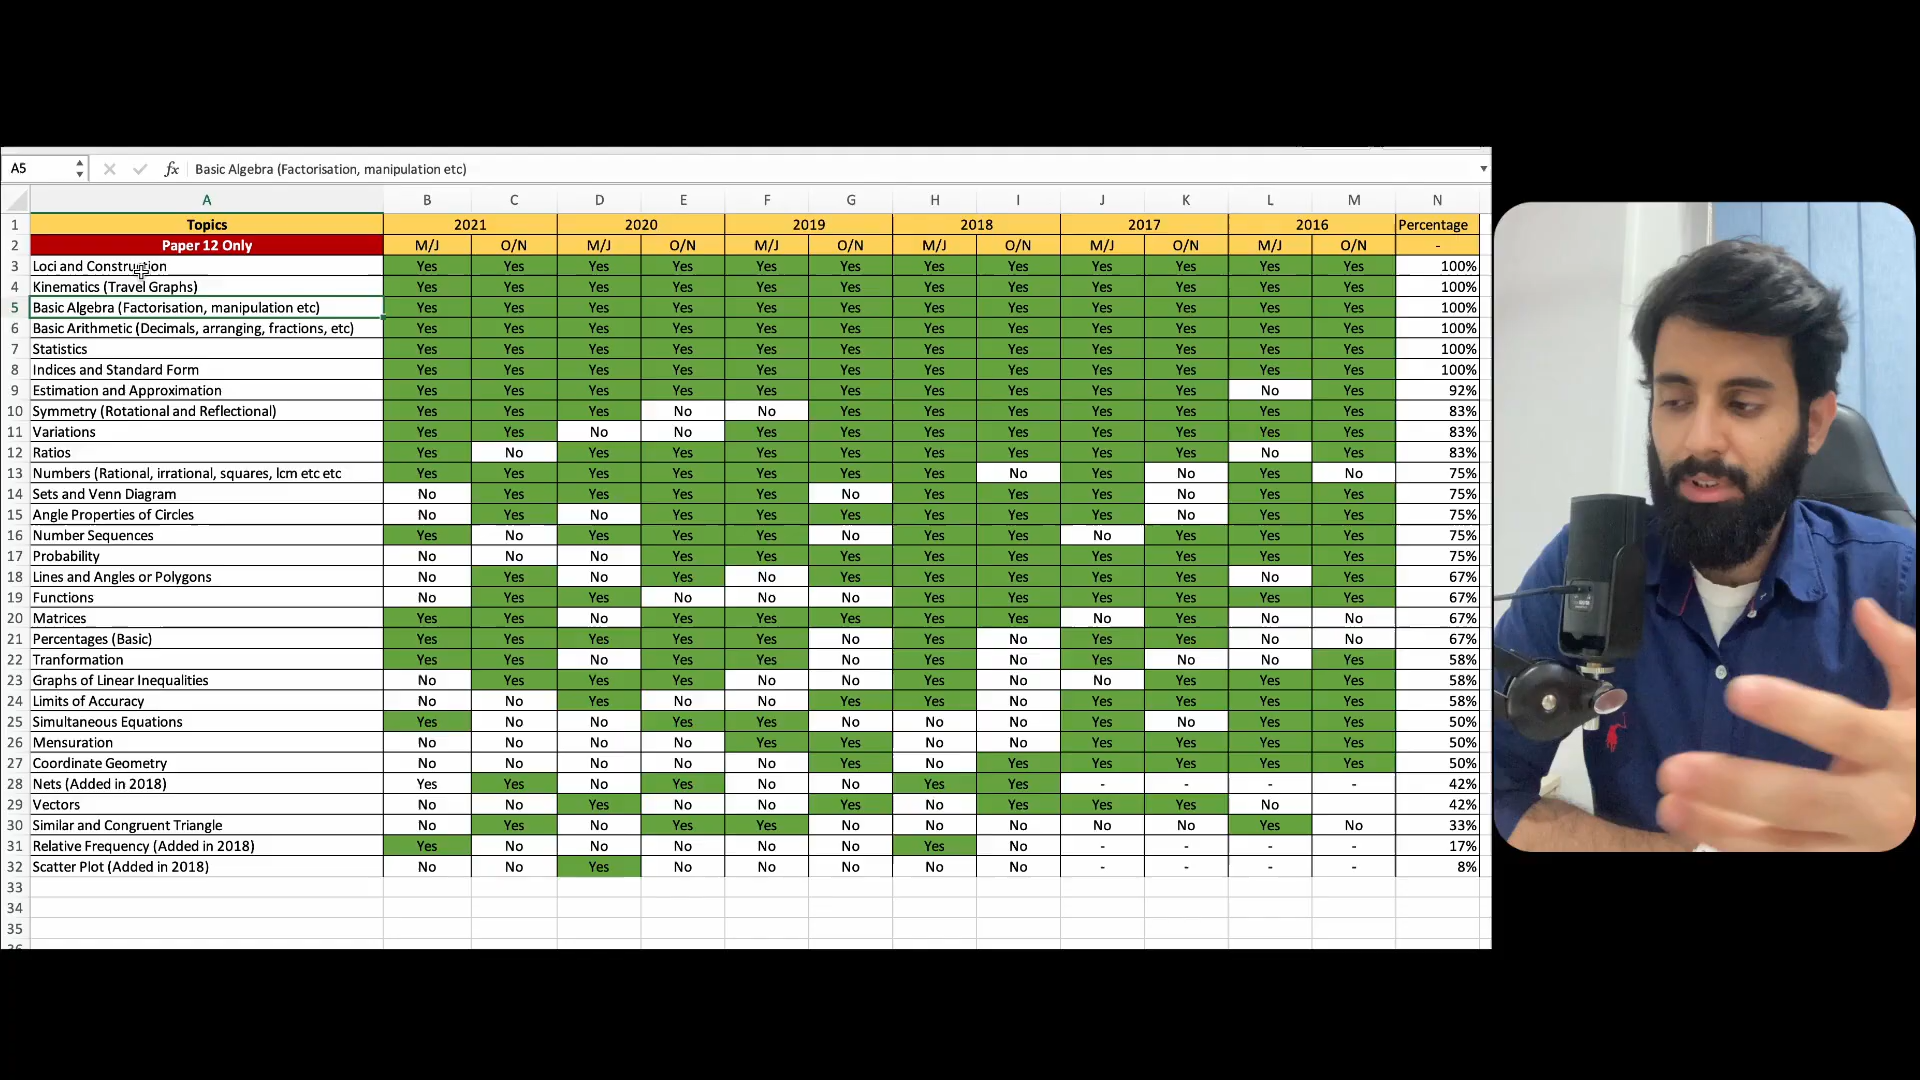 A5 fx Basic Algebra (Factorisation, manipulation etc)
A B C D E F G H I J K L M N
1 Topics 2021 2020 2019 2018 2017 2016 Percentage
2 Paper 12 Only M/J O/N M/J O/N M/J O/N M/J O/N M/J O/N M/J O/N -
3 Loci and Construction Yes Yes Yes Yes Yes Yes Yes Yes Yes Yes Yes Yes 100%
4 Kinematics (Travel Graphs) Yes Yes Yes Yes Yes Yes Yes Yes Yes Yes Yes Yes 100%
5 Basic Algebra (Factorisation, manipulation etc) Yes Yes Yes Yes Yes Yes Yes Yes Yes Yes Yes Yes 100%
6 Basic Arithmetic (Decimals, arranging, fractions, etc) Yes Yes Yes Yes Yes Yes Yes Yes Yes Yes Yes Yes 100%
7 Statistics Yes Yes Yes Yes Yes Yes Yes Yes Yes Yes Yes Yes 100%
8 Indices and Standard Form Yes Yes Yes Yes Yes Yes Yes Yes Yes Yes Yes Yes 100%
9 Estimation and Approximation Yes Yes Yes Yes Yes Yes Yes Yes Yes Yes No Yes 92%
10 Symmetry (Rotational and Reflectional) Yes Yes Yes No No Yes Yes Yes Yes Yes Yes Yes 83%
11 Variations Yes Yes No No Yes Yes Yes Yes Yes Yes Yes Yes 83%
12 Ratios Yes No Yes Yes Yes Yes Yes Yes Yes Yes No Yes 83%
13 Numbers (Rational, irrational, squares, lcm etc etc Yes Yes Yes Yes Yes Yes Yes No Yes No Yes No 75%
14 Sets and Venn Diagram No Yes Yes Yes Yes No Yes Yes Yes No Yes Yes 75%
15 Angle Properties of Circles No Yes No Yes Yes Yes Yes Yes Yes No Yes Yes 75%
16 Number Sequences Yes No Yes Yes Yes No Yes Yes No Yes Yes Yes 75%
17 Probability No No No Yes Yes Yes Yes Yes Yes Yes Yes Yes 75%
18 Lines and Angles or Polygons No Yes No Yes No Yes Yes Yes Yes Yes No Yes 67%
19 Functions No Yes Yes No No No Yes Yes Yes Yes Yes Yes 67%
20 Matrices Yes Yes No Yes Yes Yes Yes Yes No Yes No No 67%
21 Percentages (Basic) Yes Yes Yes Yes Yes No Yes No Yes Yes No No 67%
22 Tranformation Yes Yes No Yes Yes No Yes No Yes No No Yes 58%
23 Graphs of Linear Inequalities No Yes Yes Yes No No Yes No No Yes Yes Yes 58%
24 Limits of Accuracy No No Yes No No Yes Yes No Yes Yes Yes Yes 58%
25 Simultaneous Equations Yes No No Yes Yes No No No Yes No Yes Yes 50%
26 Mensuration No No No No Yes Yes No No Yes Yes Yes Yes 50%
27 Coordinate Geometry No No No No No Yes No Yes Yes Yes Yes Yes 50%
28 Nets (Added in 2018) Yes Yes No Yes No No Yes Yes - - - - 42%
29 Vectors No No Yes No No Yes No Yes Yes Yes No 42%
30 Similar and Congruent Triangle No Yes No Yes Yes No No No No No Yes No 33%
31 Relative Frequency (Added in 2018) Yes No No No No No Yes No - - - - 17%
32 Scatter Plot (Added in 2018) No No Yes No No No No No - - - - 8%
33
34
35